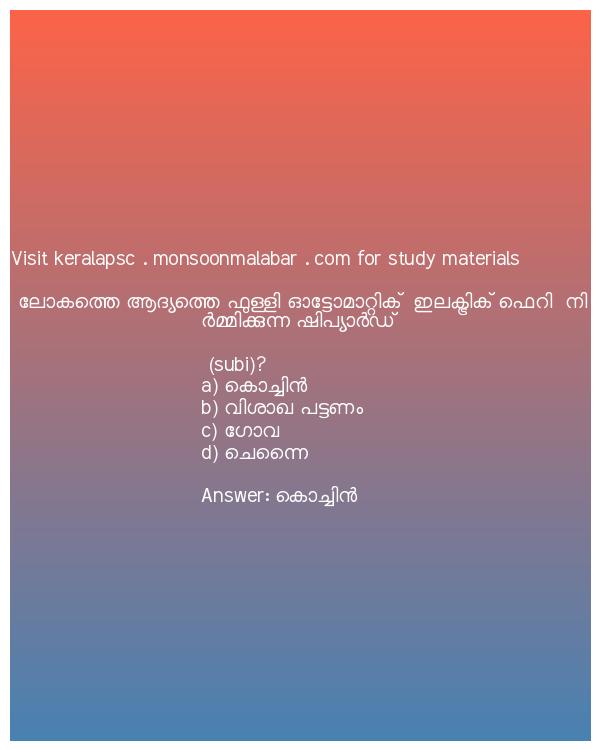 Visit keralapsc . monsoonmalabar . com for study materials
ലോകത്തെ ആദ്യത്തെ ഫുള്ളി ഓട്ടോമാറ്റിക് ഇലക്ട്രിക് ഫെറി നി
ർമ്മിക്കുന്ന ഷിപ്യാർഡ്
(subi)?
a) കൊച്ചിൻ
b) വിശാഖ പട്ടണം
c) ഗോവ
d) ചെന്നൈ
Answer: കൊച്ചിൻ